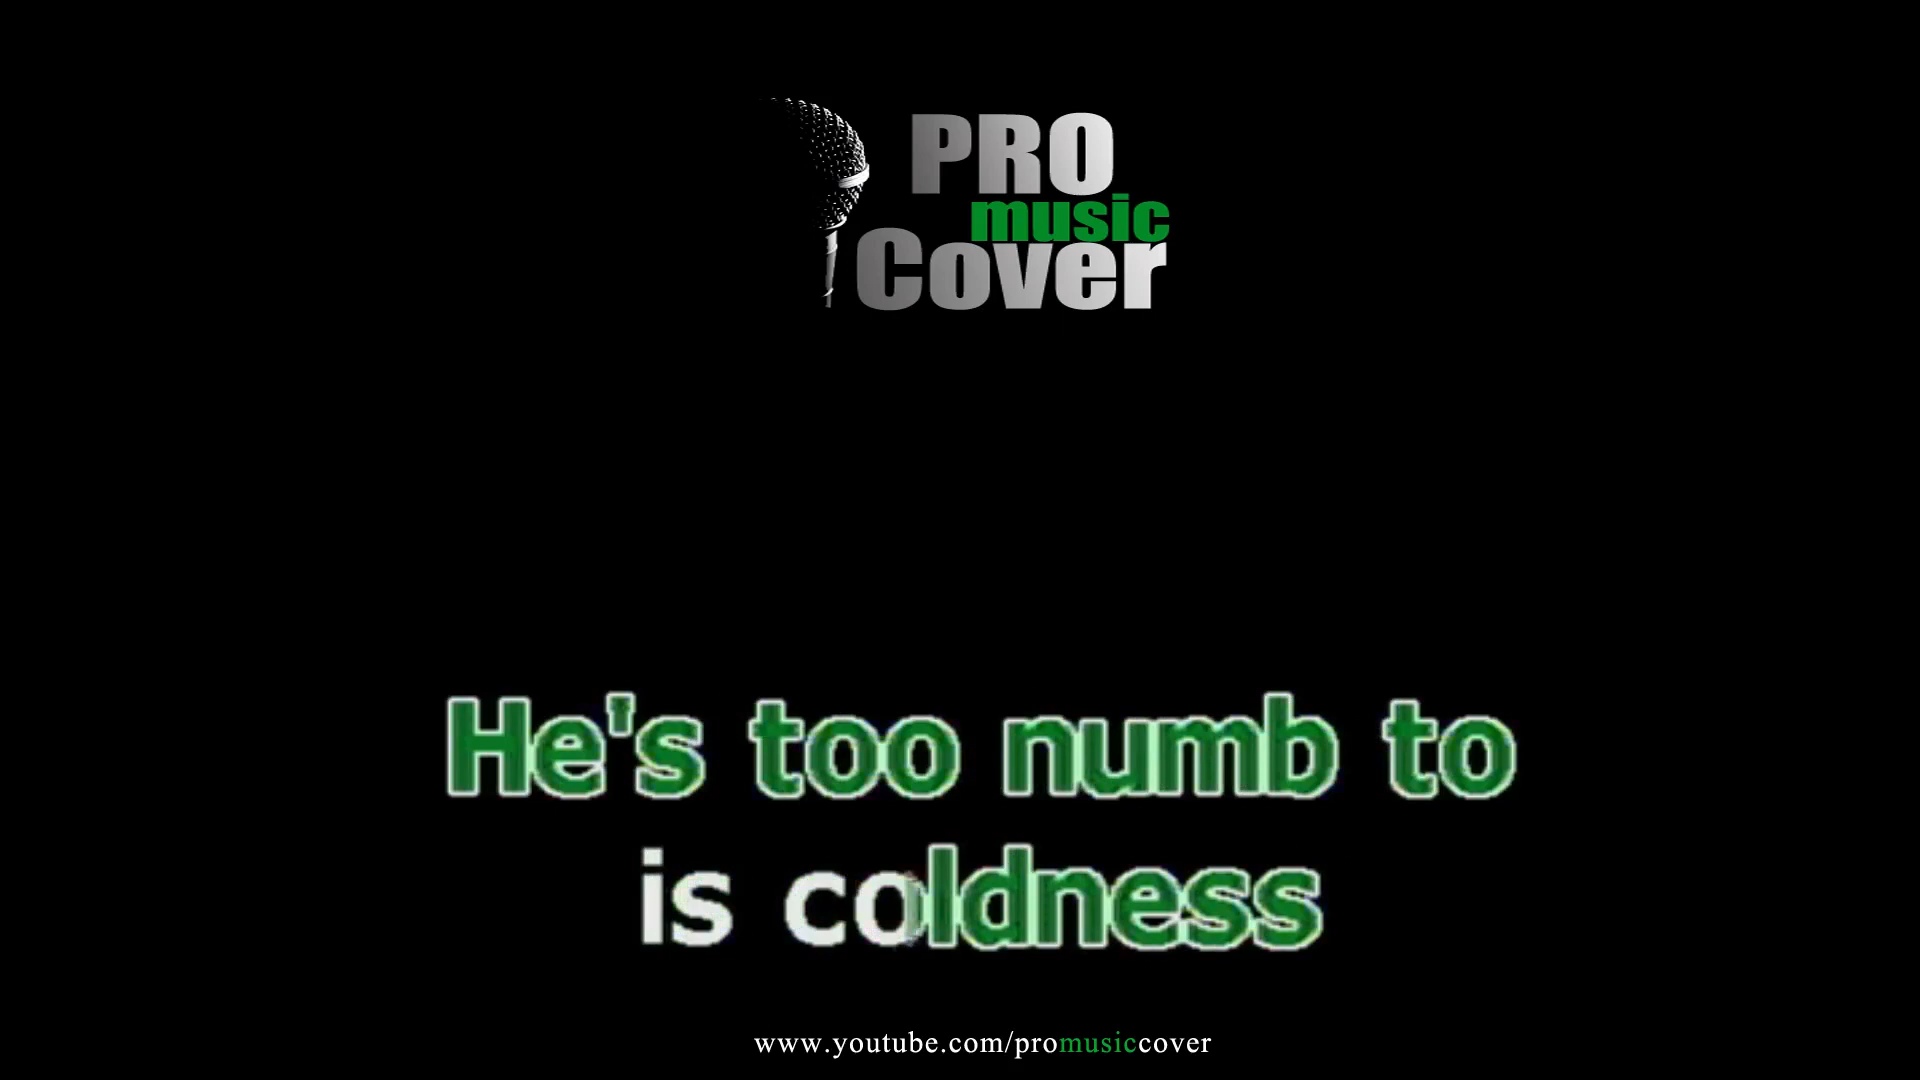 PRO
music
Cover
He's too numb to
is coldness
www.youtube.com/promusiccover